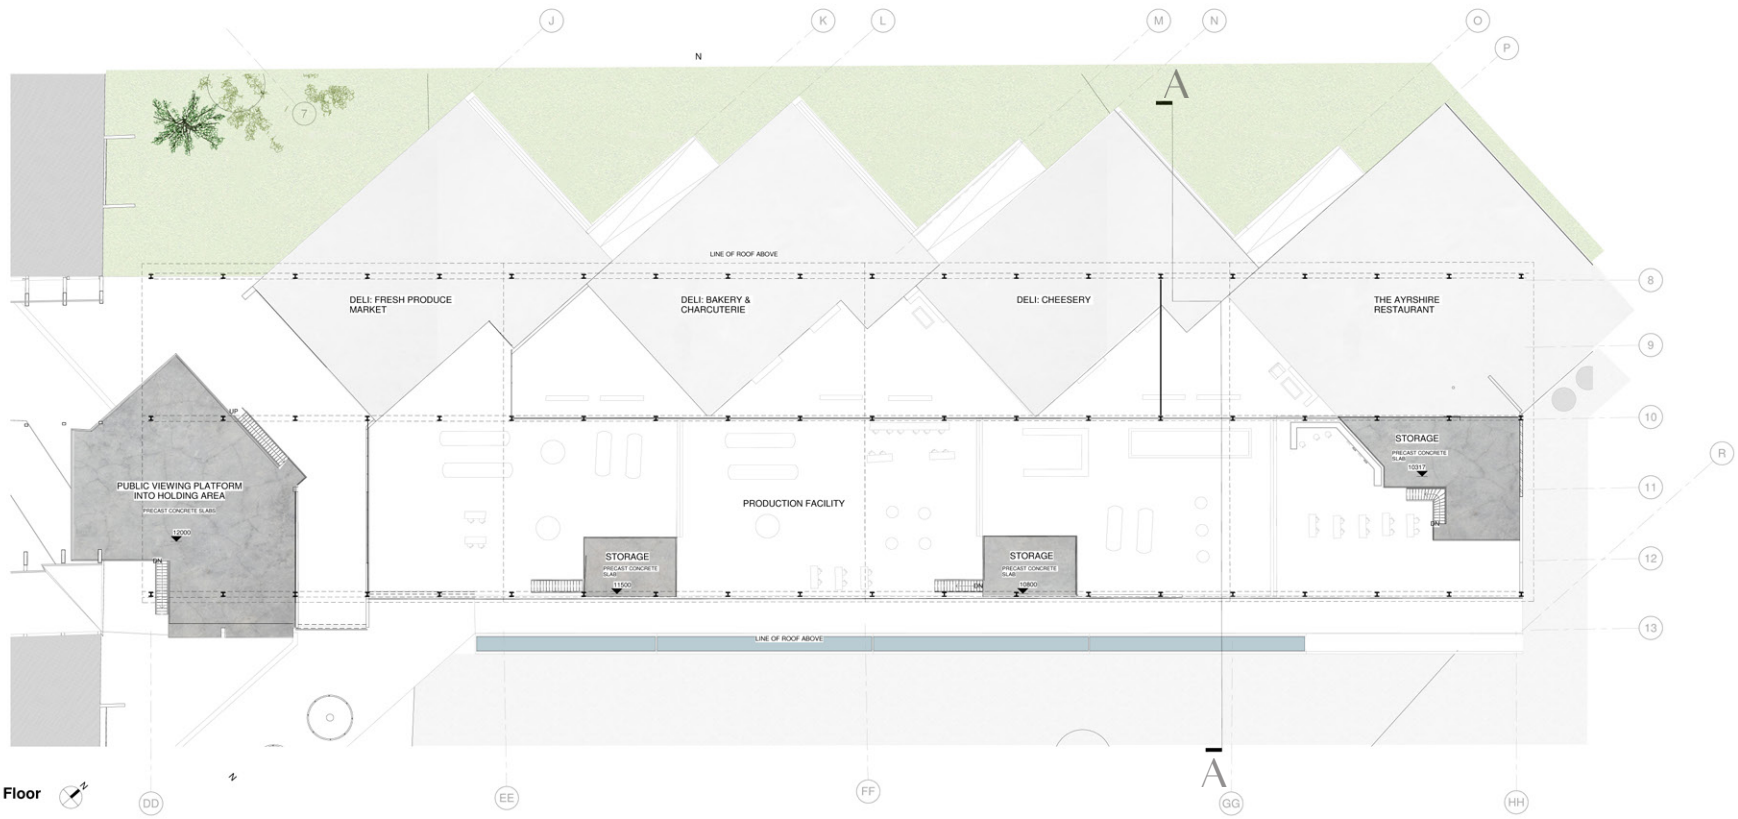 J
K
L
M
N
O
P
N
A
7
LINE OF ROOF ABOVE
8
DELI: FRESH PRODUCE
MARKET
DELI: BAKERY &
CHARCUTERIE
DELI: CHEESERY
THE AYRSHIRE
RESTAURANT
9
UP
10
STORAGE
PRECAST CONCRETE
SLAB
10317
R
PUBLIC VIEWING PLATFORM
INTO HOLDING AREA
PRECAST CONCRETE SLABS
12000
11
PRODUCTION FACILITY
DN
DN
STORAGE
PRECAST CONCRETE
SLAB
11500
STORAGE
PRECAST CONCRETE
SLAB
10800
DN
12
13
LINE OF ROOF ABOVE
A
N
Floor
N
DD
EE
FF
GG
HH